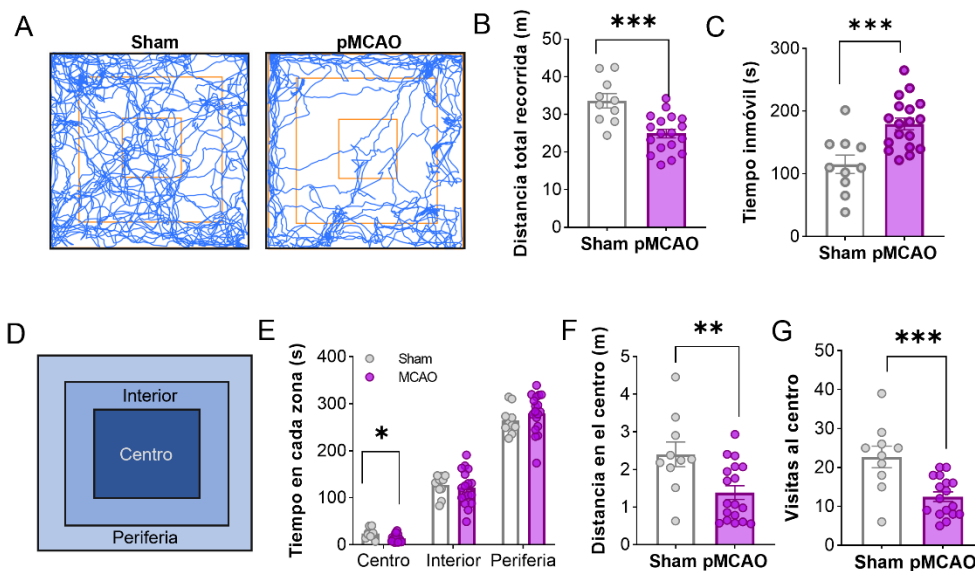 A
Sham
pMCAO
B
Distancia total recorrida (m)
50
40
30
20
10
0
***
Sham pMCAO
C
Tiempo inmóvil (s)
300
200
100
0
***
Sham pMCAO
D
Interior
Centro
Periferia
E
Tiempo en cada zona (s)
400
300
200
100
0
Sham
MCAO
*
Centro
Interior
Periferia
F
Distancia en el centro (m)
6
5
4
3
2
1
0
**
Sham pMCAO
G
Visitas al centro
50
40
30
20
10
0
***
Sham pMCAO